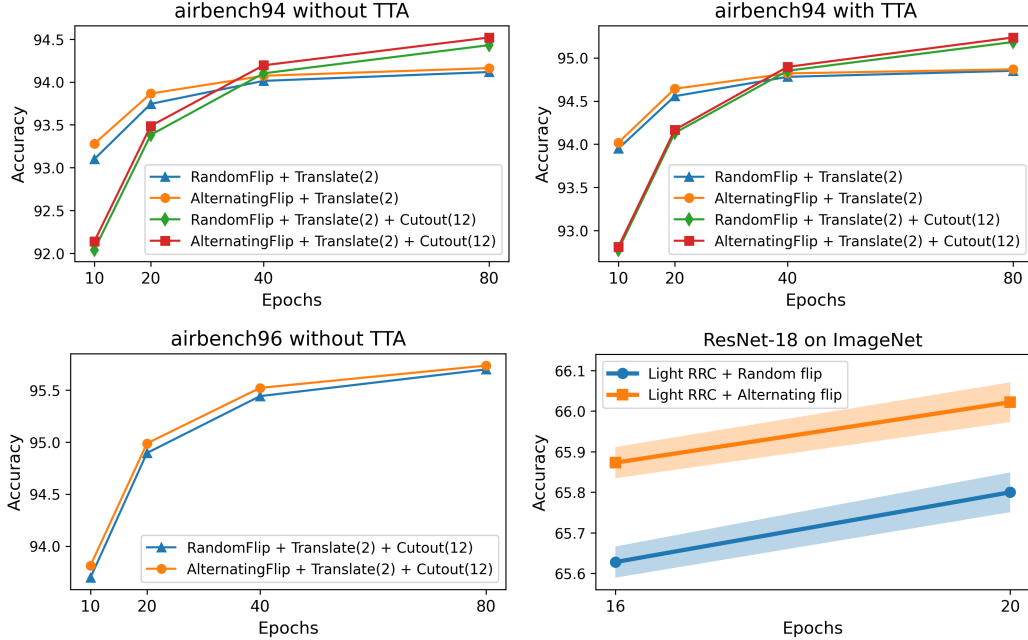 airbench94 without TTA
94.5
94.0
93.5
93.0
92.5
92.0
Accuracy
RandomFlip + Translate(2)
AlternatingFlip + Translate(2)
RandomFlip + Translate(2) + Cutout(12)
AlternatingFlip + Translate(2) + Cutout(12)
10 20 40 80
Epochs
airbench94 with TTA
95.0
94.5
94.0
93.5
93.0
Accuracy
RandomFlip + Translate(2)
AlternatingFlip + Translate(2)
RandomFlip + Translate(2) + Cutout(12)
AlternatingFlip + Translate(2) + Cutout(12)
10 20 40 80
Epochs
airbench96 without TTA
95.5
95.0
94.5
94.0
Accuracy
RandomFlip + Translate(2) + Cutout(12)
AlternatingFlip + Translate(2) + Cutout(12)
10 20 40 80
Epochs
ResNet-18 on ImageNet
66.1
66.0
65.9
65.8
65.7
65.6
Accuracy
Light RRC + Random flip
Light RRC + Alternating flip
16 20
Epochs